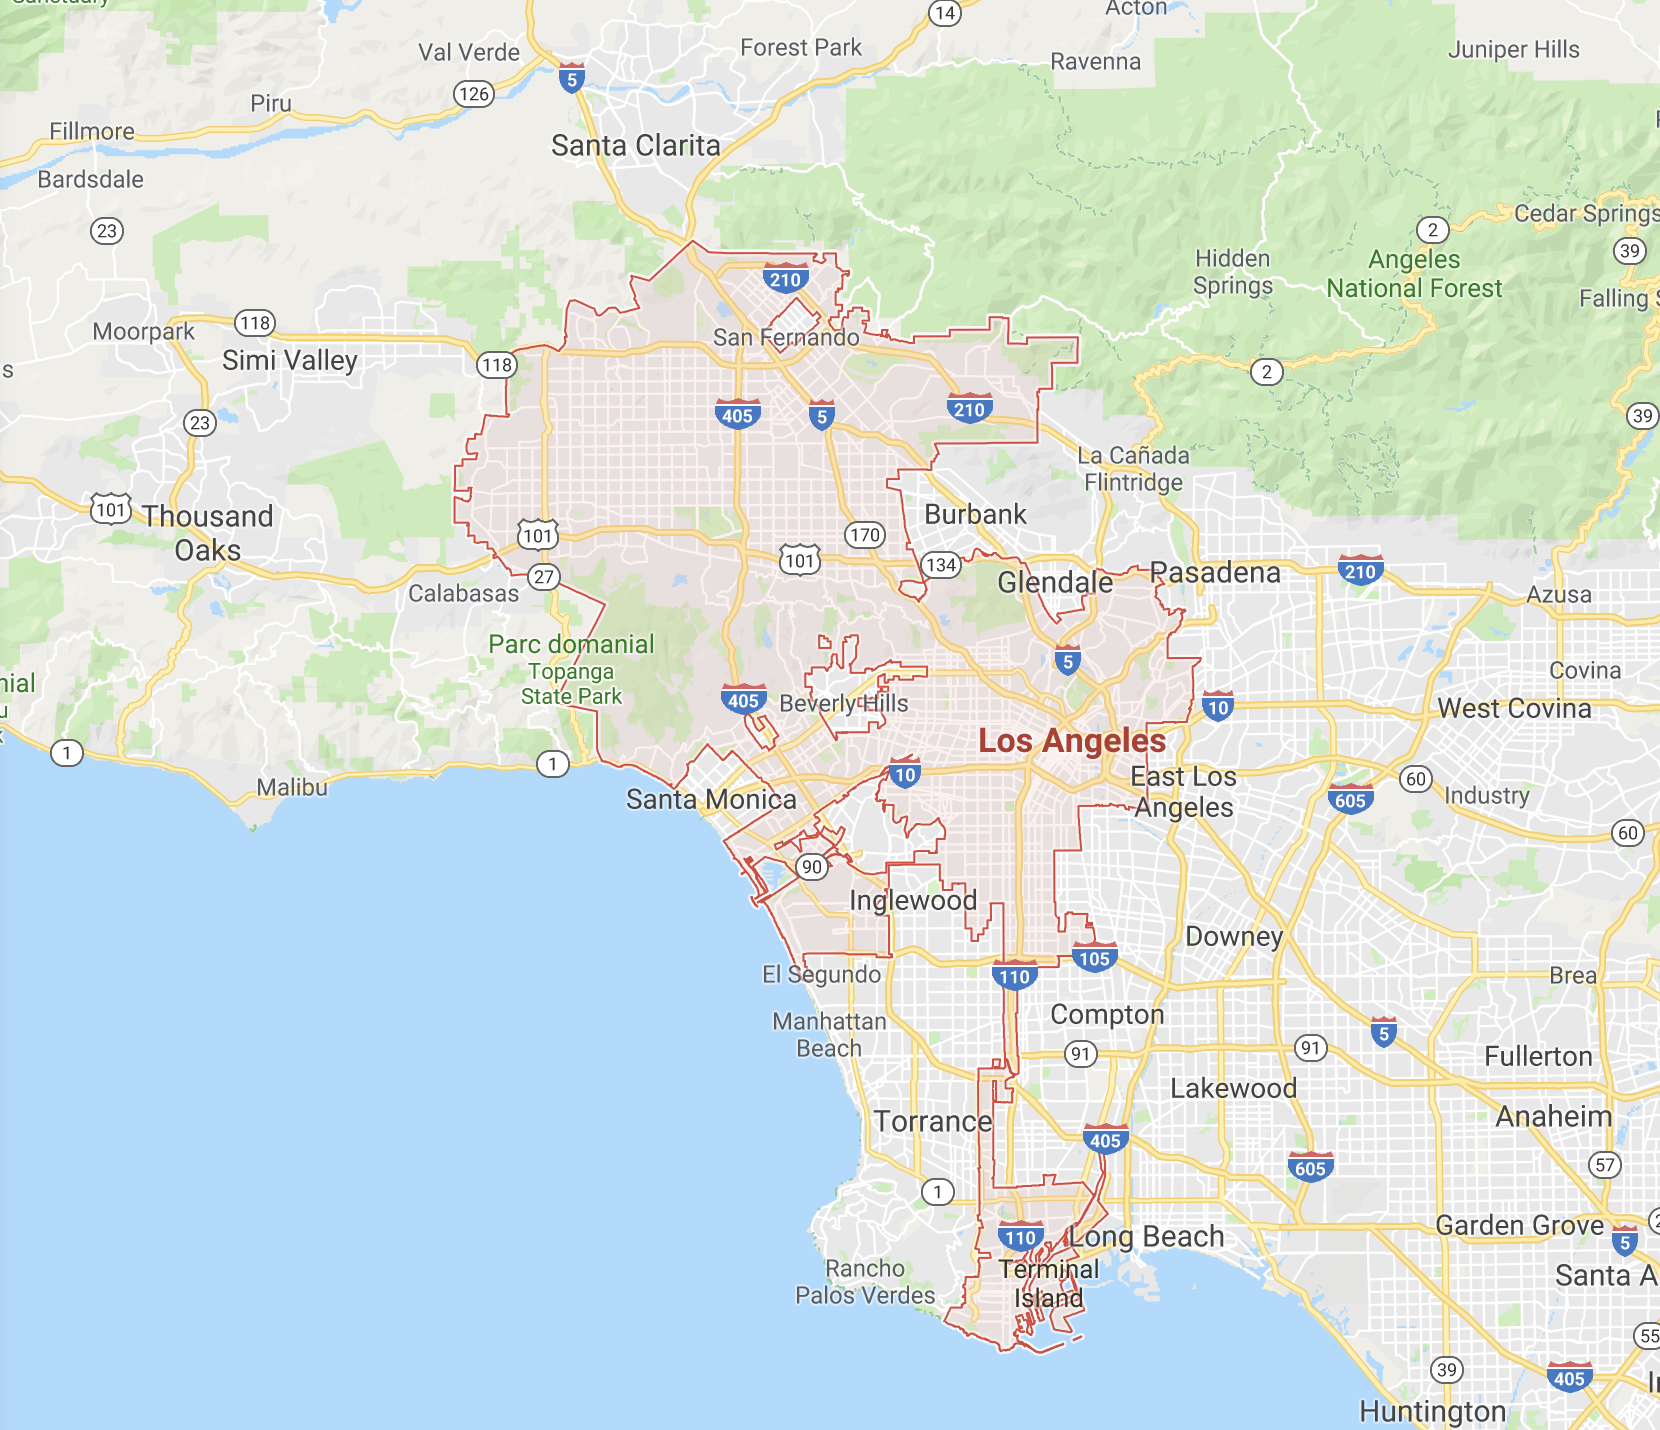 Sanctuary
14
Acton
Val Verde
Forest Park
Juniper Hills
Ravenna
5
126
Piru
Fillmore
Santa Clarita
Bardsdale
23
Cedar Springs
2
39
Hidden
Springs
Angeles
National Forest
210
Falling S
118
Moorpark
San Fernando
Simi Valley
118
2
405
5
210
39
23
La Cañada
Flintridge
101
Thousand
Oaks
Burbank
101
170
101
134
Glendale
Pasadena
210
27
Calabasas
Azusa
Parc domanial
Topanga
State Park
5
Covina
nial
u
405
Beverly Hills
10
West Covina
Los Angeles
1
1
10
East Los
Angeles
60
Malibu
Santa Monica
605
Industry
60
90
Inglewood
Downey
105
El Segundo
110
Brea
Compton
Manhattan
Beach
5
91
91
Fullerton
Lakewood
Torrance
Anaheim
405
605
57
1
Garden Grove
110
Long Beach
5
Rancho
Palos Verdes
Terminal
Island
Santa A
55
39
405
Huntington